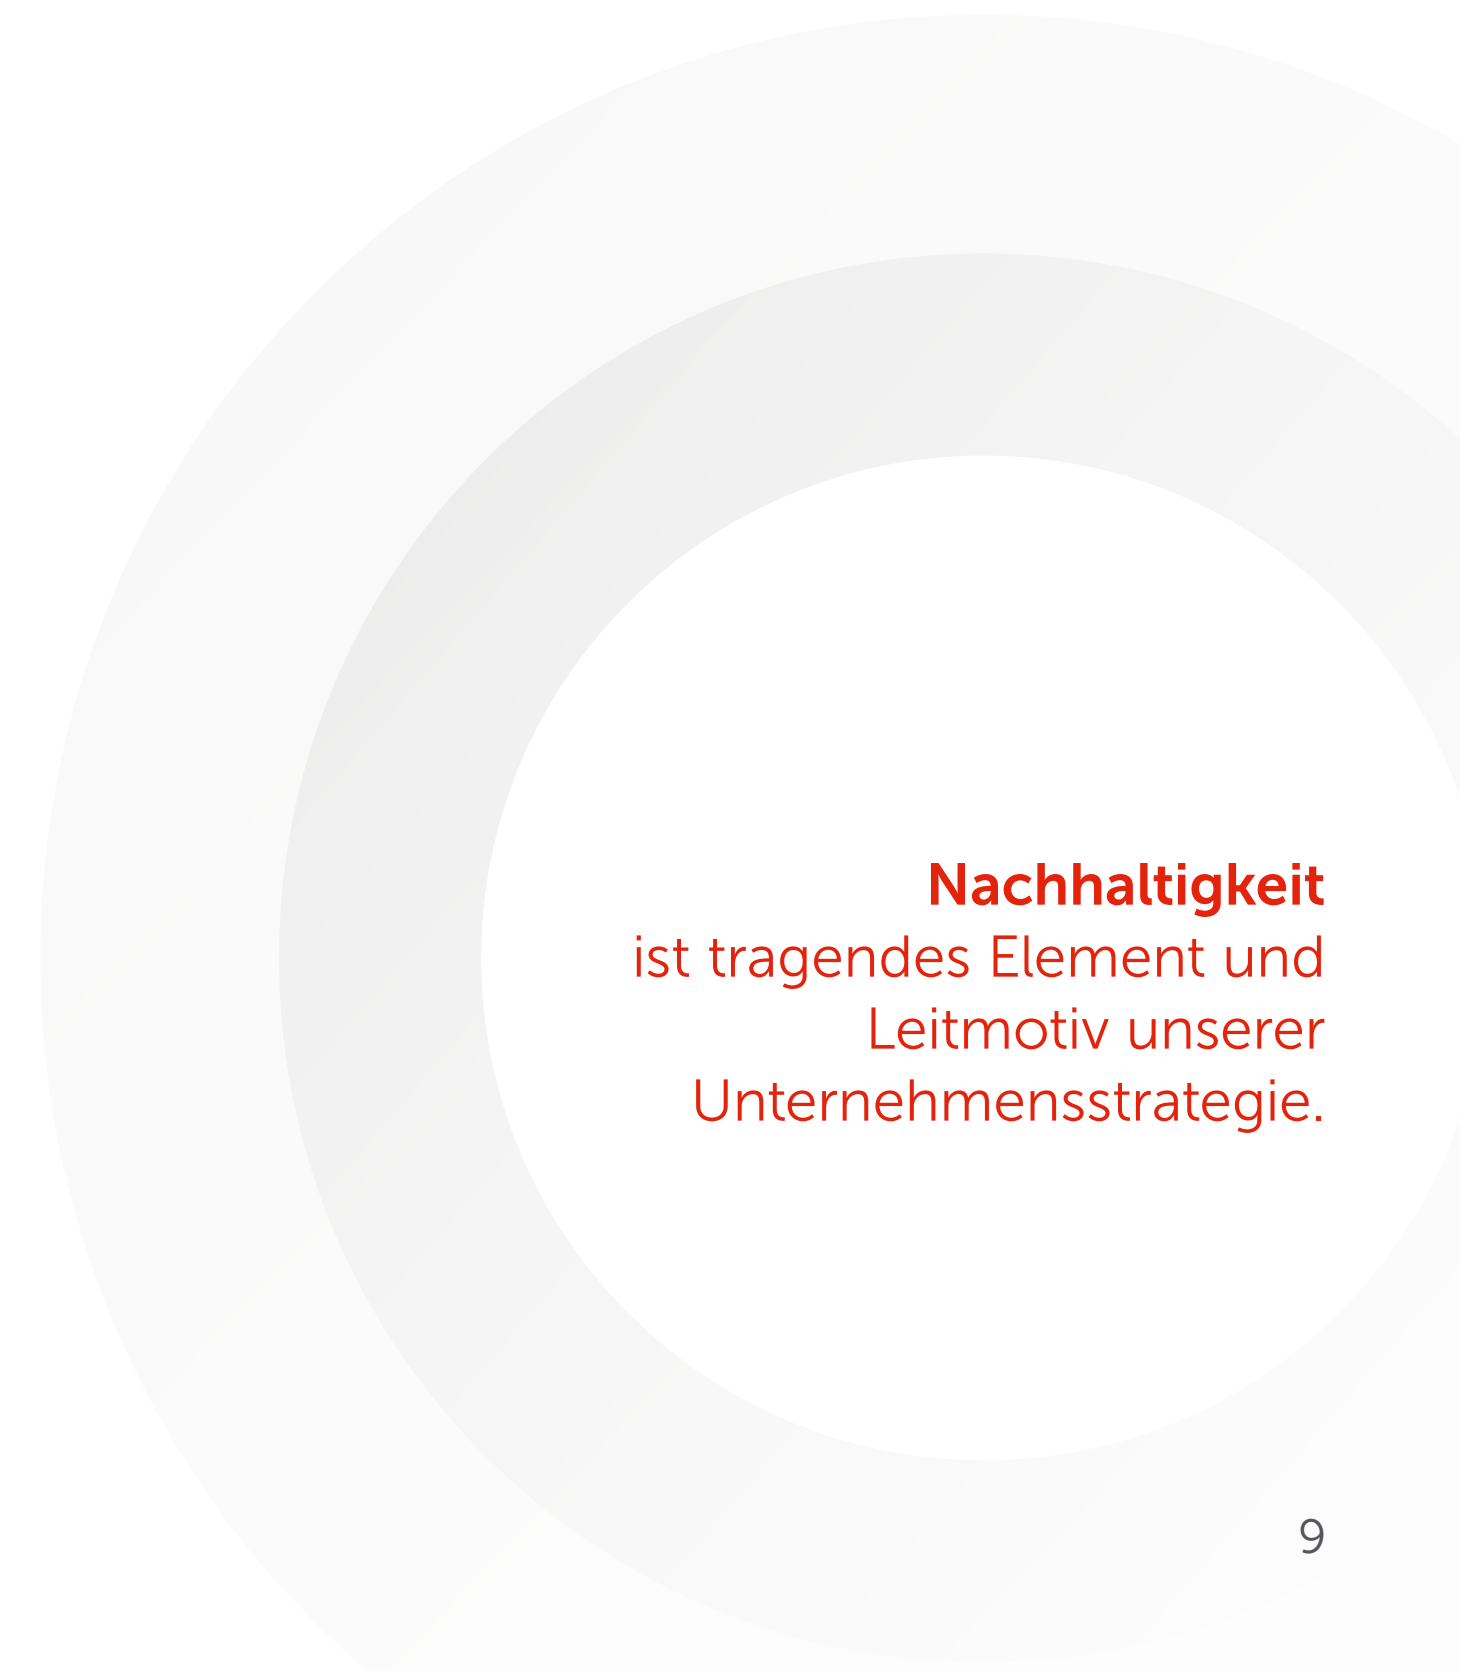 Nachhaltigkeit
ist tragendes Element und
Leitmotiv unserer
Unternehmensstrategie.
9